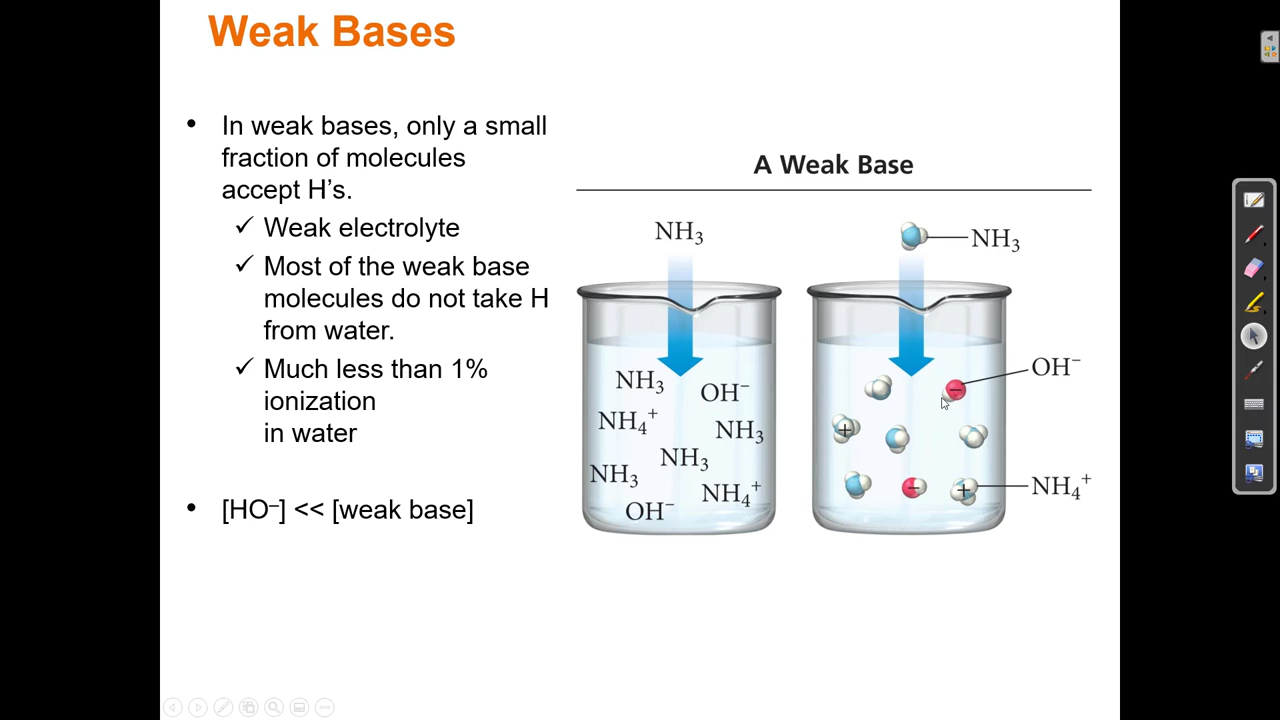 Weak Bases
• In weak bases, only a small
fraction of molecules
accept H's.
✓ Weak electrolyte
✓ Most of the weak base
molecules do not take H
from water.
✓ Much less than 1%
ionization
in water
• [HO⁻] << [weak base]
A Weak Base
NH₃
NH₃
OH⁻
NH₄⁺
NH₃
NH₃
NH₃
NH₄⁺
OH⁻
NH₃
OH⁻
−
+
−
+
NH₄⁺